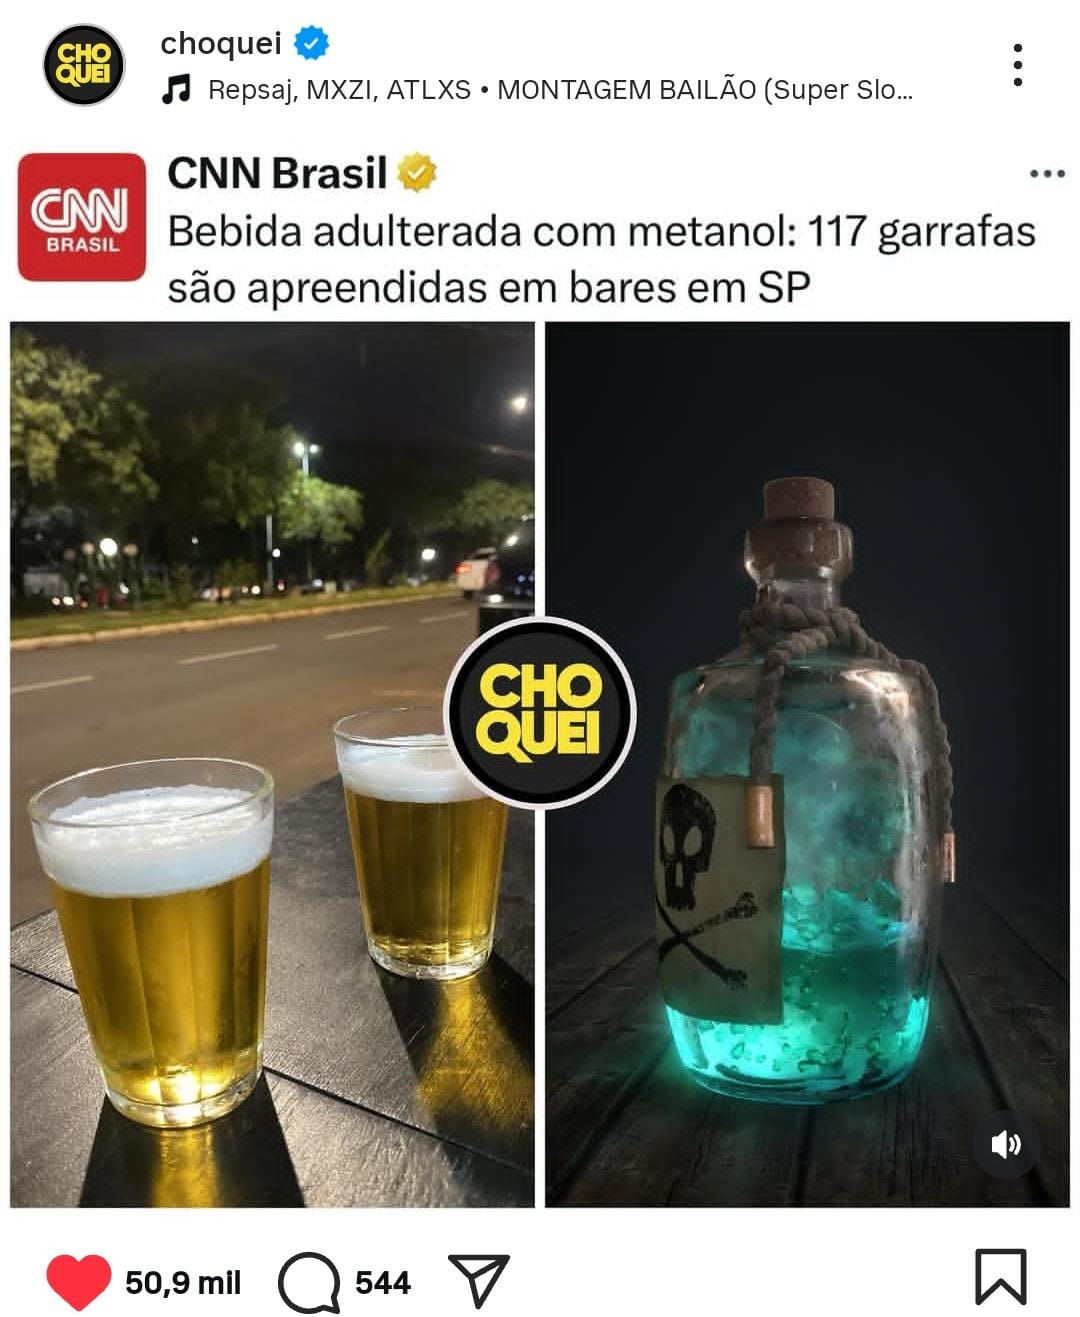 CHO
QUEI
choquei
Repsaj, MXZI, ATLXS • MONTAGEM BAILÃO (Super Slo...
CNN
BRASIL
CNN Brasil
Bebida adulterada com metanol: 117 garrafas
são apreendidas em bares em SP
CHO
QUEI
50,9 mil
544